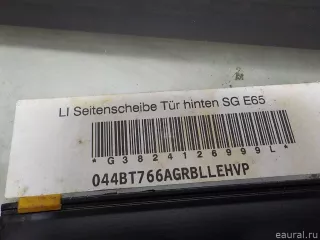 LI Seitenscheibe Tür hinten SG E65
*G3824126999L*
044BT766AGRBLLEHVP
eaural.ru